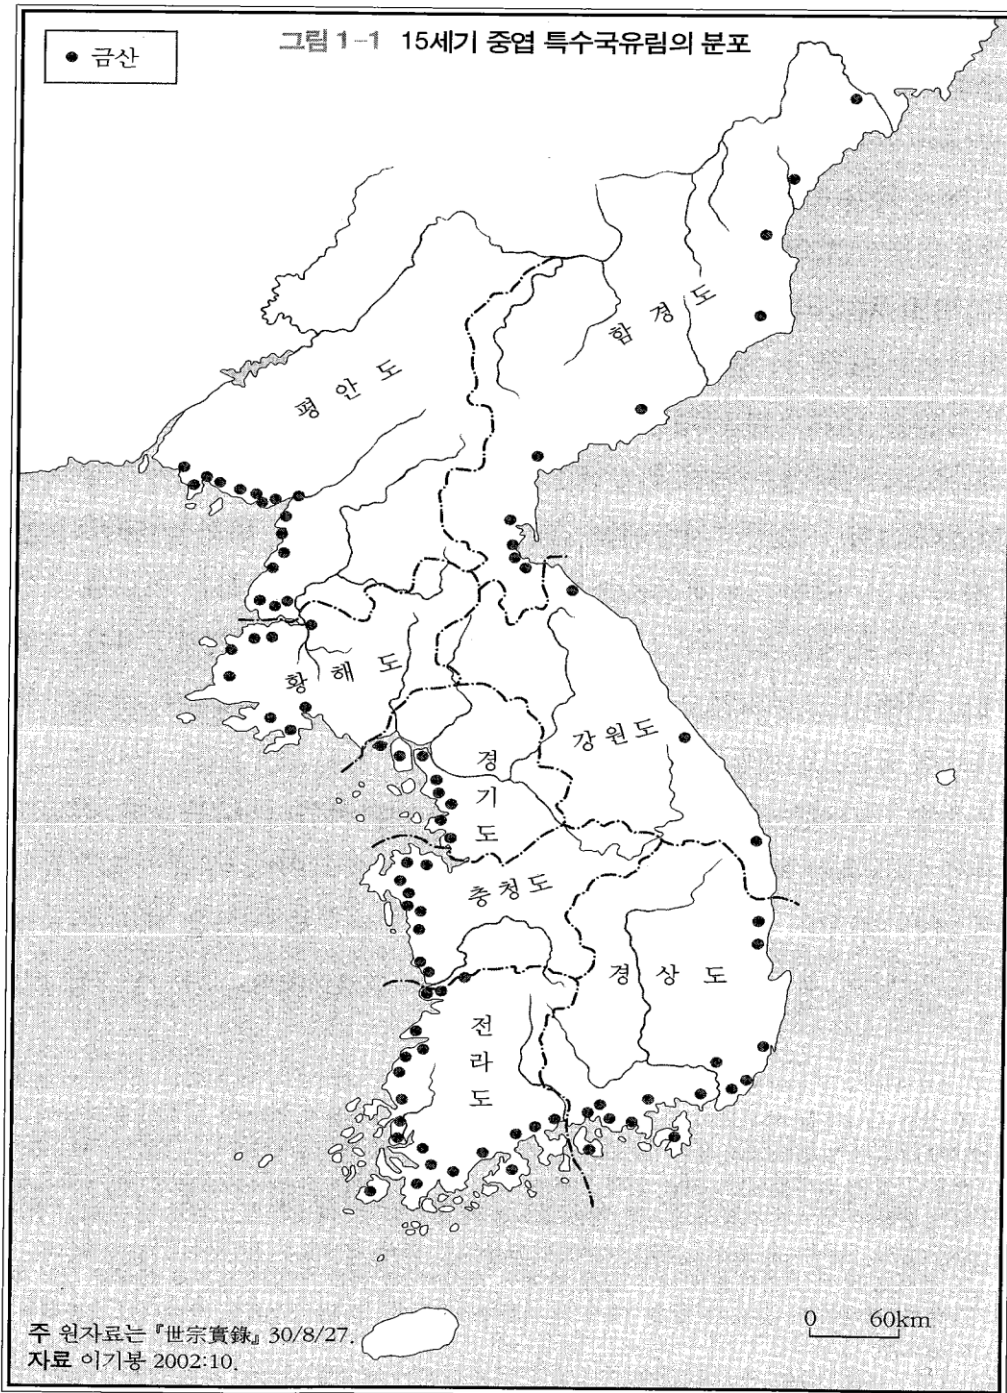 그림 1-1 15세기 중엽 특수국유림의 분포
● 금산
함경도
평안도
황해도
강원도
경기도
충청도
경상도
전라도
0 60km
주 원자료는 『世宗實錄』 30/8/27.
자료 이기봉 2002:10.